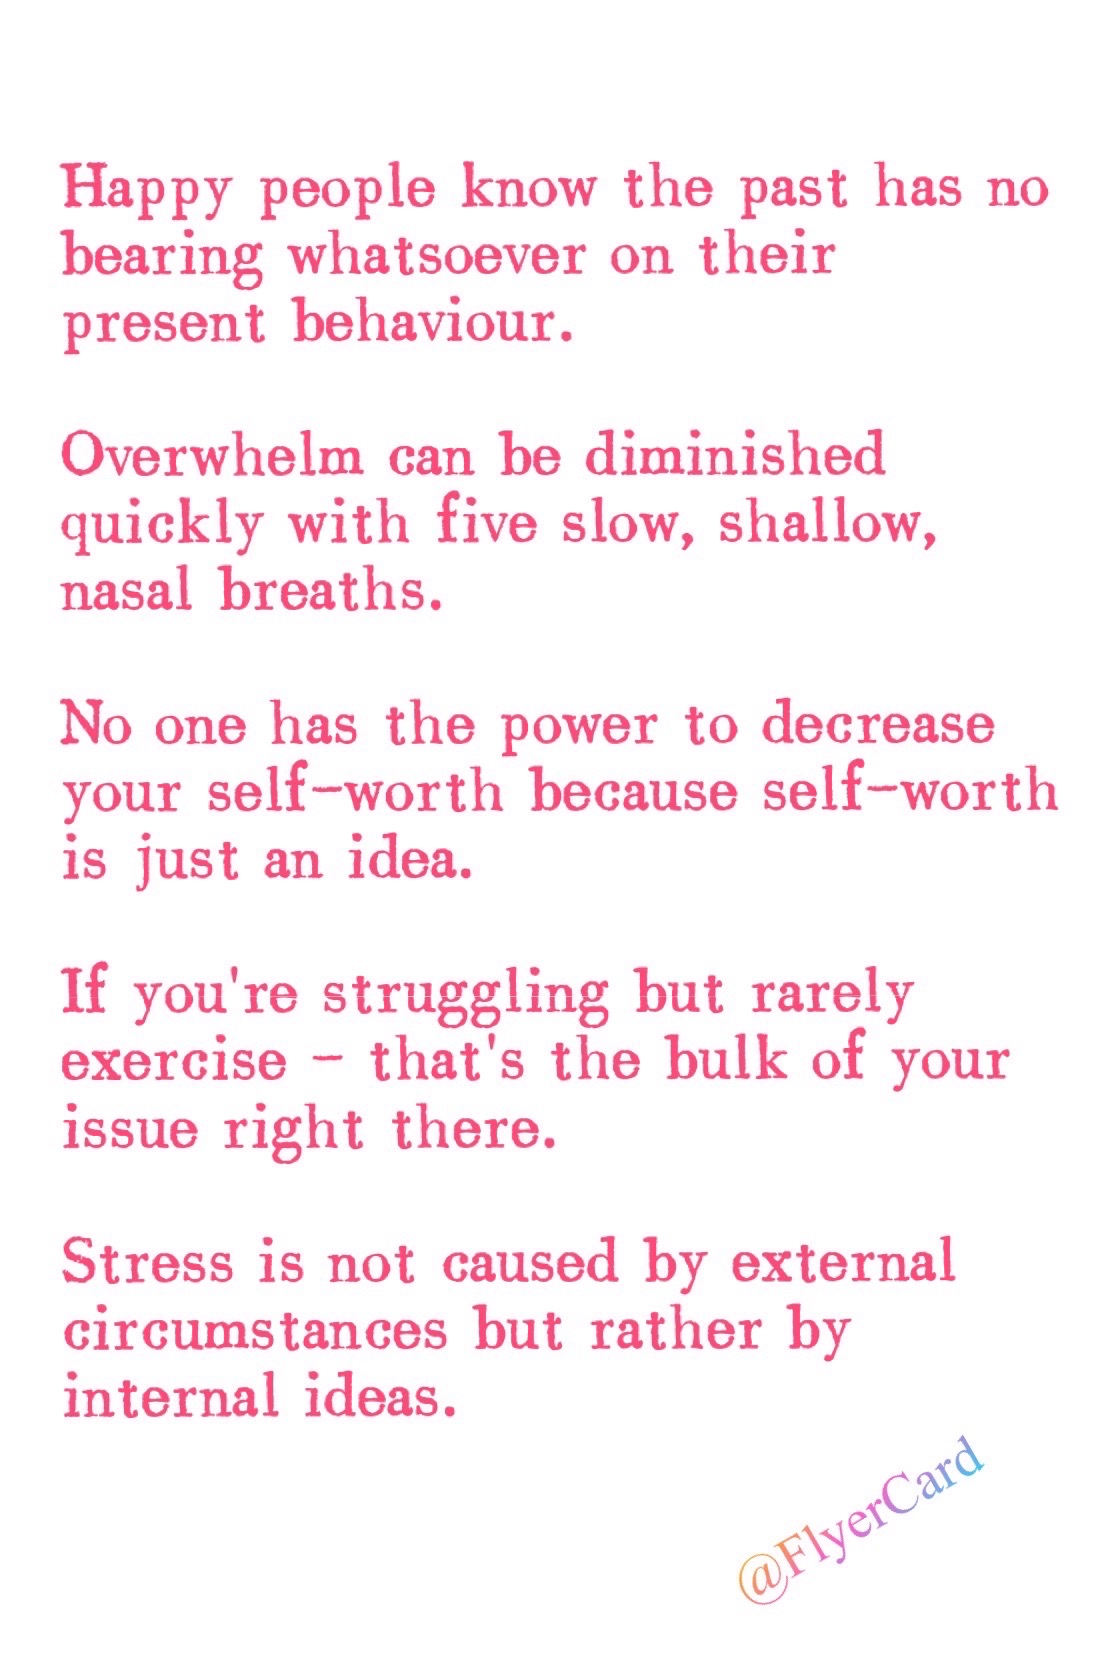 Happy people know the past has no
bearing whatsoever on their
present behaviour.
Overwhelm can be diminished
quickly with five slow, shallow,
nasal breaths.
No one has the power to decrease
your self-worth because self-worth
is just an idea.
If you're struggling but rarely
exercise - that's the bulk of your
issue right there.
Stress is not caused by external
circumstances but rather by
internal ideas.
@FlyerCard